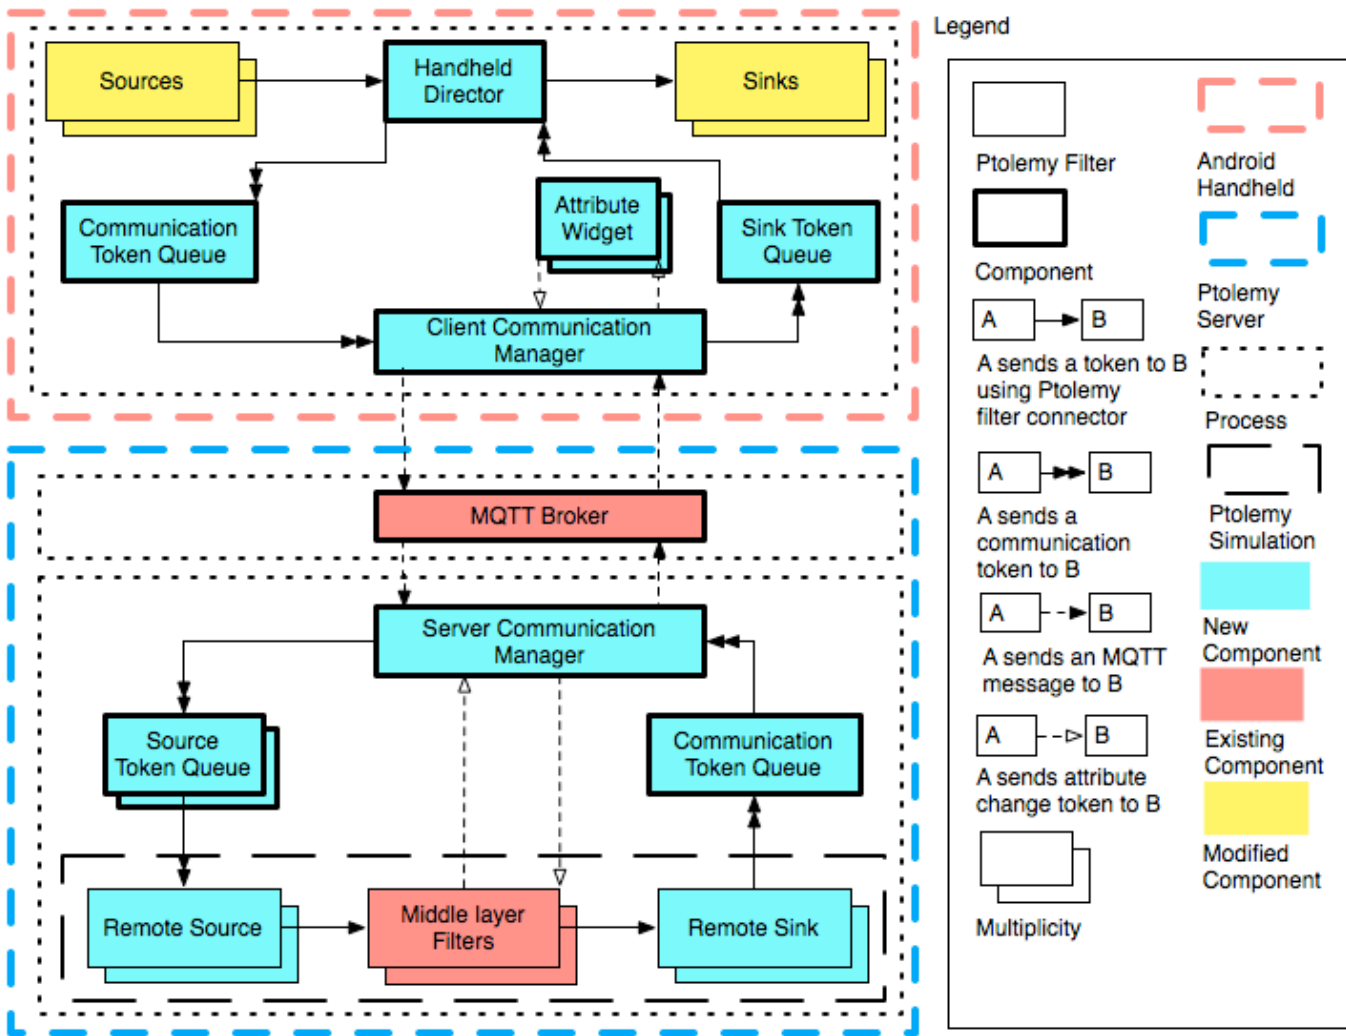 Legend
Sources
Handheld
Director
Sinks
Communication
Token Queue
Attribute
Widget
Sink Token
Queue
Client Communication
Manager
MQTT Broker
Server Communication
Manager
Source
Token Queue
Communication
Token Queue
Remote Source
Middle layer
Filters
Remote Sink
Ptolemy Filter
Component
A
B
A sends a token to B
using Ptolemy
filter connector
A
B
A sends a
communication
token to B
A
B
A sends an MQTT
message to B
A
B
A sends attribute
change token to B
Multiplicity
Android
Handheld
Ptolemy
Server
Process
Ptolemy
Simulation
New
Component
Existing
Component
Modified
Component